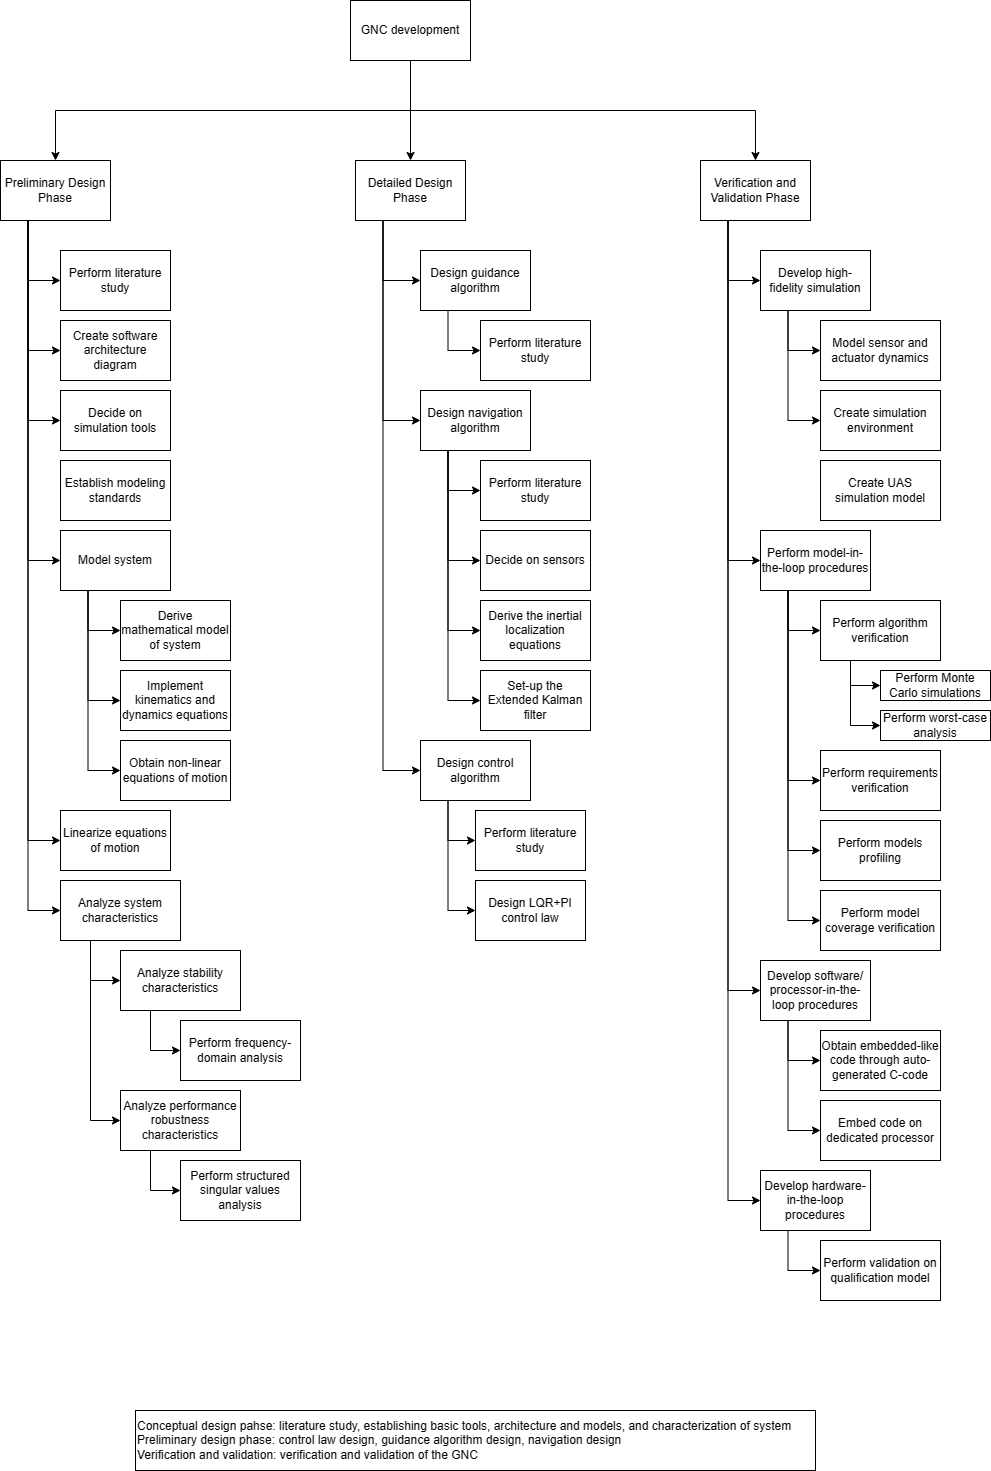 GNC development
Preliminary Design
Phase
Perform literature
study
Create software
architecture
diagram
Decide on
simulation tools
Establish modeling
standards
Model system
Derive
mathematical model
of system
Implement
kinematics and
dynamics equations
Obtain non-linear
equations of motion
Linearize equations
of motion
Analyze system
characteristics
Analyze stability
characteristics
Perform frequency-
domain analysis
Analyze performance
robustness
characteristics
Perform structured
singular values
analysis
Detailed Design
Phase
Design guidance
algorithm
Perform literature
study
Design navigation
algorithm
Perform literature
study
Decide on sensors
Derive the inertial
localization
equations
Set-up the
Extended Kalman
filter
Design control
algorithm
Perform literature
study
Design LQR+PI
control law
Verification and
Validation Phase
Develop high-
fidelity simulation
Model sensor and
actuator dynamics
Create simulation
environment
Create UAS
simulation model
Perform model-in-
the-loop procedures
Perform algorithm
verification
Perform Monte
Carlo simulations
Perform worst-case
analysis
Perform requirements
verification
Perform models
profiling
Perform model
coverage verification
Develop software/
processor-in-the-
loop procedures
Obtain embedded-like
code through auto-
generated C-code
Embed code on
dedicated processor
Develop hardware-
in-the-loop
procedures
Perform validation on
qualification model
Conceptual design pahse: literature study, establishing basic tools, architecture and models, and characterization of system
Preliminary design phase: control law design, guidance algorithm design, navigation design
Verification and validation: verification and validation of the GNC